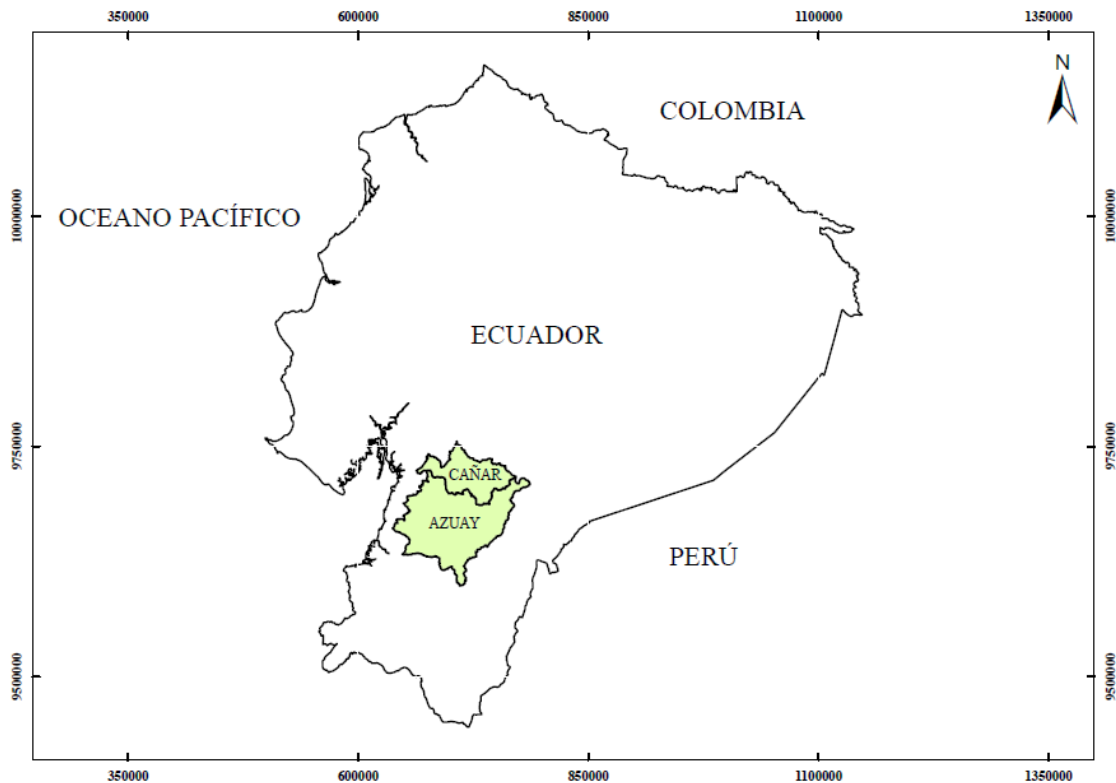 350000 600000 850000 1100000 1350000
N
COLOMBIA
10000000 OCEANO PACÍFICO 10000000
ECUADOR
9750000 9750000
CAÑAR
AZUAY
PERÚ
9500000 9500000
350000 600000 850000 1100000 1350000